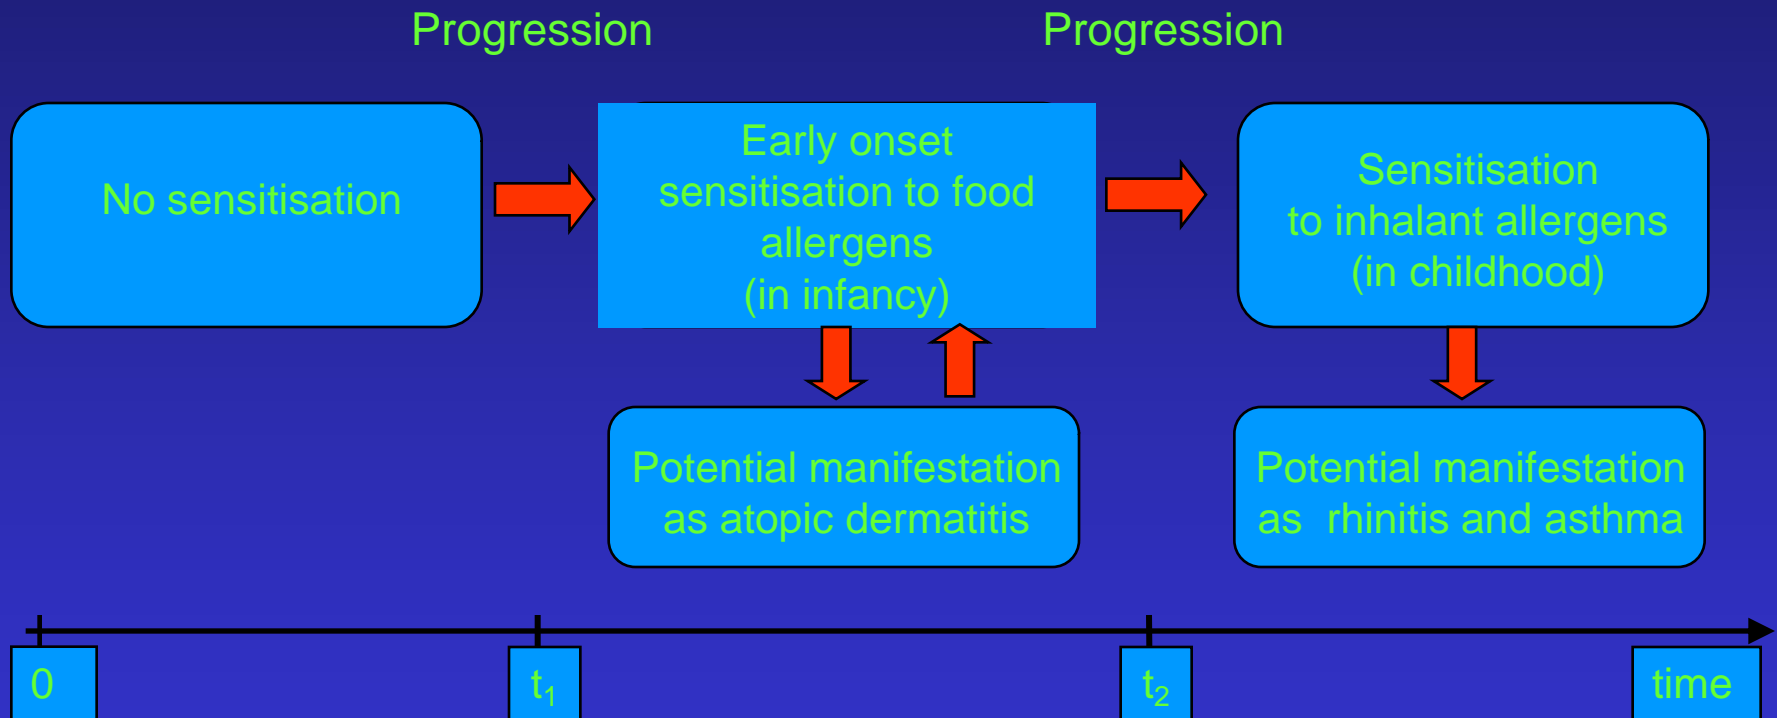 Progression
Progression
No sensitisation
Early onset
sensitisation to food
allergens
(in infancy)
Sensitisation
to inhalant allergens
(in childhood)
Potential manifestation
as atopic dermatitis
Potential manifestation
as rhinitis and asthma
0
t₁
t₂
time